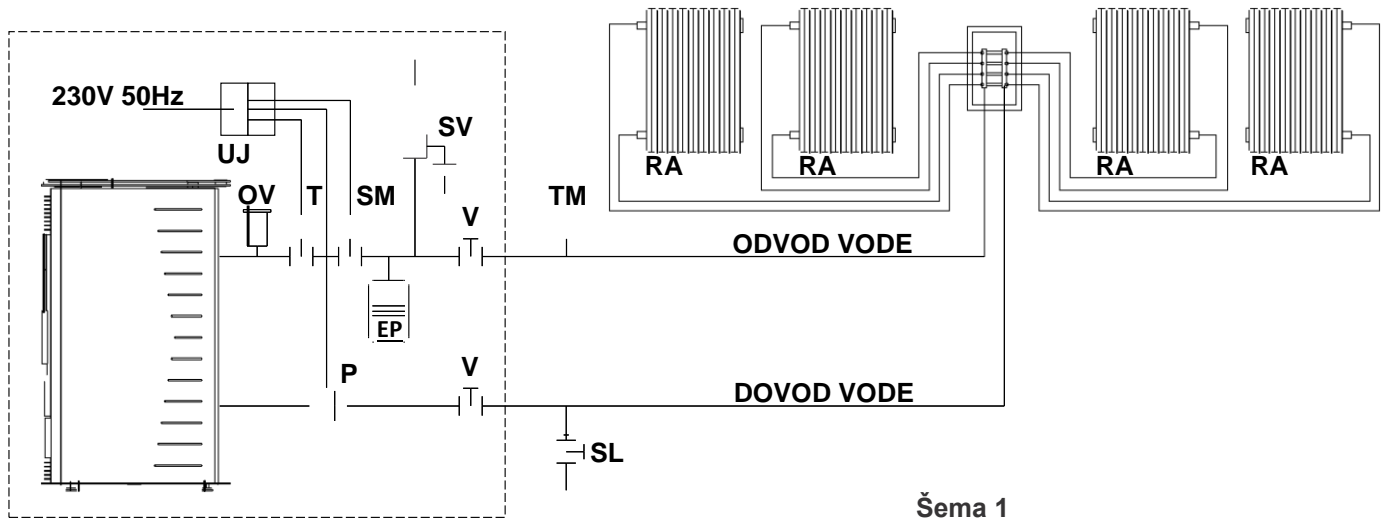 230V 50Hz
UJ
SV
RA
RA
RA
RA
OV
T
SM
V
TM
ODVOD VODE
EP
P
V
DOVOD VODE
SL
Šema 1